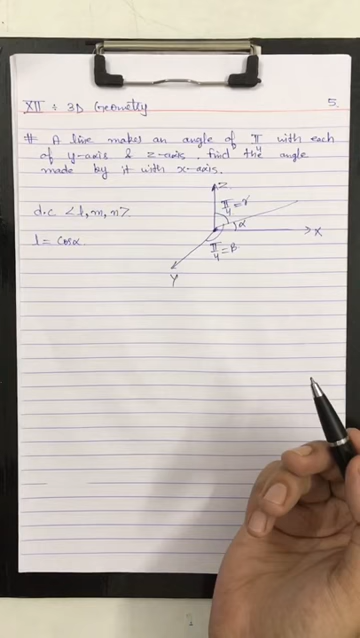 XII : 3D Geometry 5.
# A line makes an angle of π/4 with each
of y-axis & z-axis. find the angle
made by it with x-axis.
Z
π/4 = γ
d.c. <l, m, n>
α
X
l = cosα
π/4 = β
Y